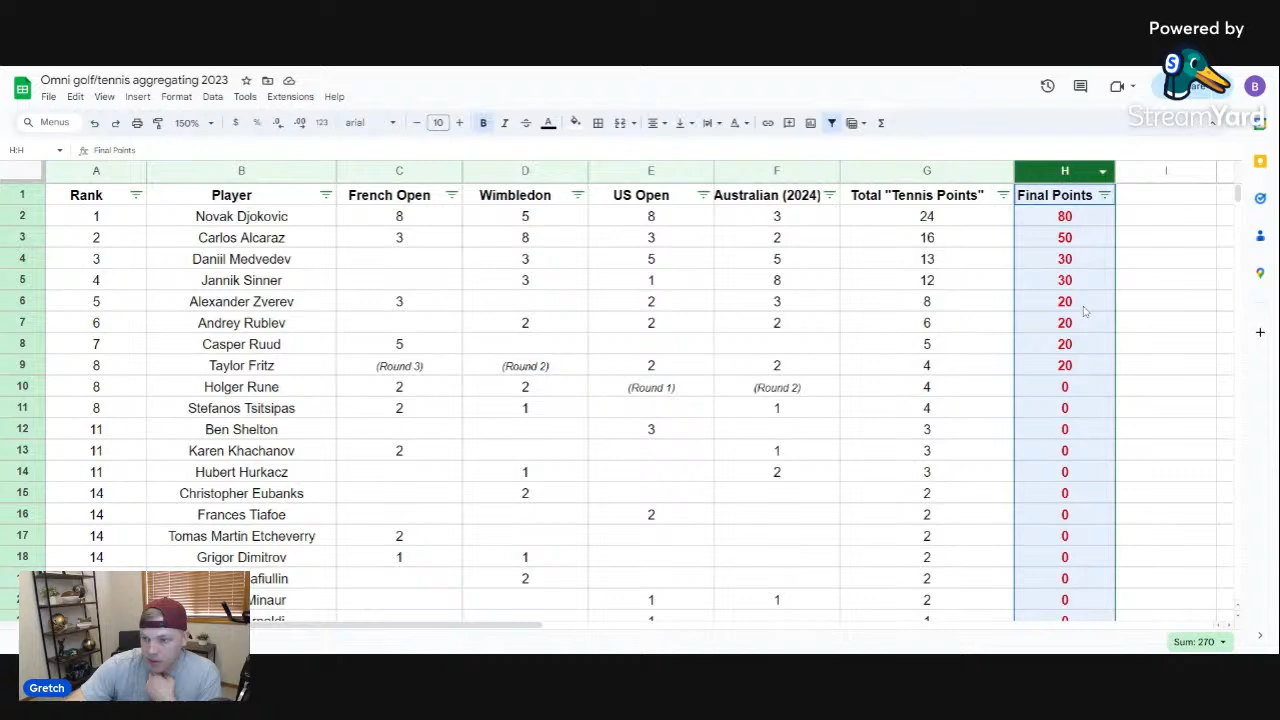 Powered by
StreamYard
Omni golf/tennis aggregating 2023
B
File Edit View Insert Format Data Tools Extensions Help
Menus 150% $ % .0 .00 123 arial - 10 + B I A
H:H fx Final Points
A B C D E F G H I
1 Rank Player French Open Wimbledon US Open Australian (2024) Total "Tennis Points" Final Points
2 1 Novak Djokovic 8 5 8 3 24 80
3 2 Carlos Alcaraz 3 8 3 2 16 50
4 3 Daniil Medvedev 3 5 5 13 30
5 4 Jannik Sinner 3 1 8 12 30
6 5 Alexander Zverev 3 2 3 8 20
7 6 Andrey Rublev 2 2 2 6 20
8 7 Casper Ruud 5 5 20
9 8 Taylor Fritz (Round 3) (Round 2) 2 2 4 20
10 8 Holger Rune 2 2 (Round 1) (Round 2) 4 0
11 8 Stefanos Tsitsipas 2 1 1 4 0
12 11 Ben Shelton 3 3 0
13 11 Karen Khachanov 2 1 3 0
14 11 Hubert Hurkacz 1 2 3 0
15 14 Christopher Eubanks 2 2 0
16 14 Frances Tiafoe 2 2 0
17 14 Tomas Martin Etcheverry 2 2 0
18 14 Grigor Dimitrov 1 1 2 0
afiullin 2 2 0
Minaur 1 1 2 0
Sum: 270
Gretch